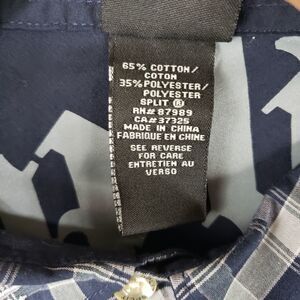 65% COTTON/
COTON
35% POLYESTER/
POLYESTER
SPLIT ®
RN# 87989
CA# 37325
MADE IN CHINA
FABRIQUE EN CHINE
SEE REVERSE
FOR CARE
ENTRETIEN AU
VERSO